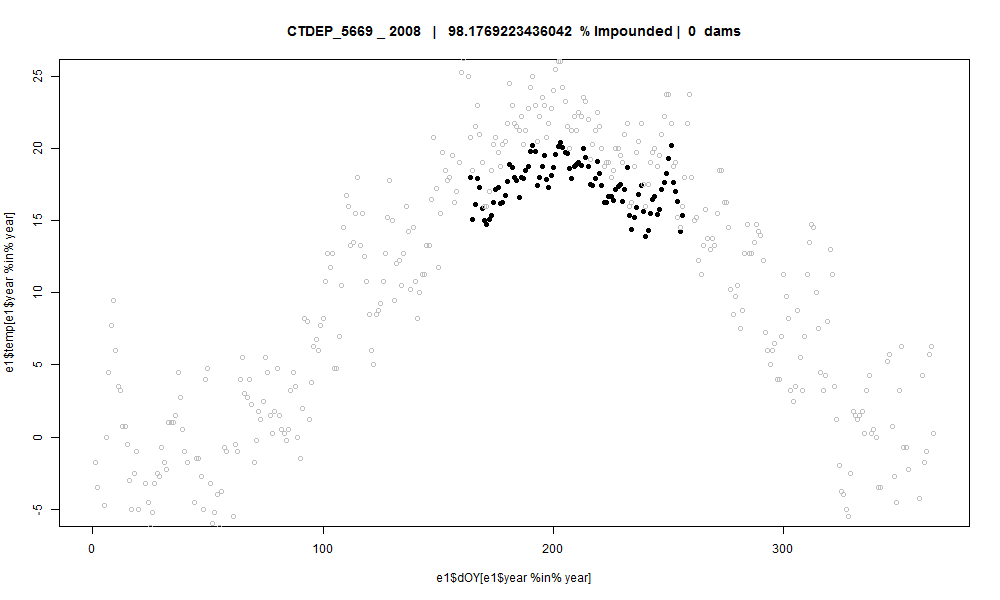 CTDEP_5669 _ 2008 | 98.1769223436042 % Impounded | 0 dams
e1$temp[e1$year %in% year]
25
20
15
10
5
0
-5
0 100 200 300
e1$dOY[e1$year %in% year]